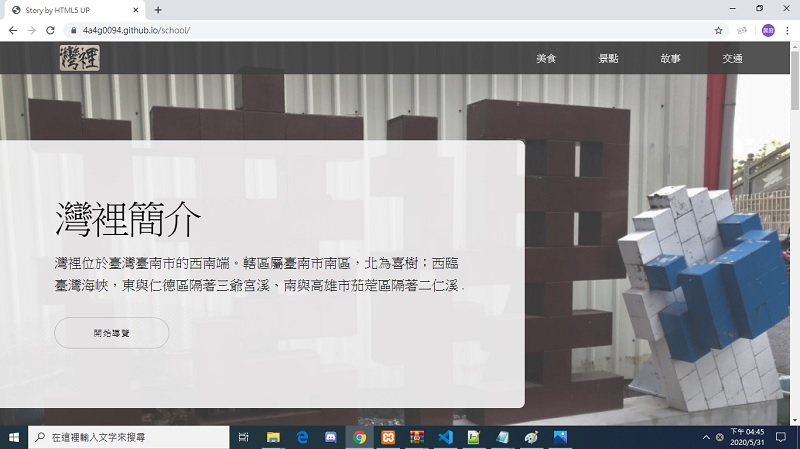 Story by HTML5 UP
4a4g0094.github.io/school/
灣裡
美食
景點
故事
交通
灣裡簡介
灣裡位於臺灣臺南市的西南端。轄區屬臺南市南區，北為喜樹；西臨
臺灣海峽，東與仁德區隔著三爺宮溪、南與高雄市茄萣區隔著二仁溪 .
開始導覽
在這裡輸入文字來搜尋
下午 04:45
2020/5/31